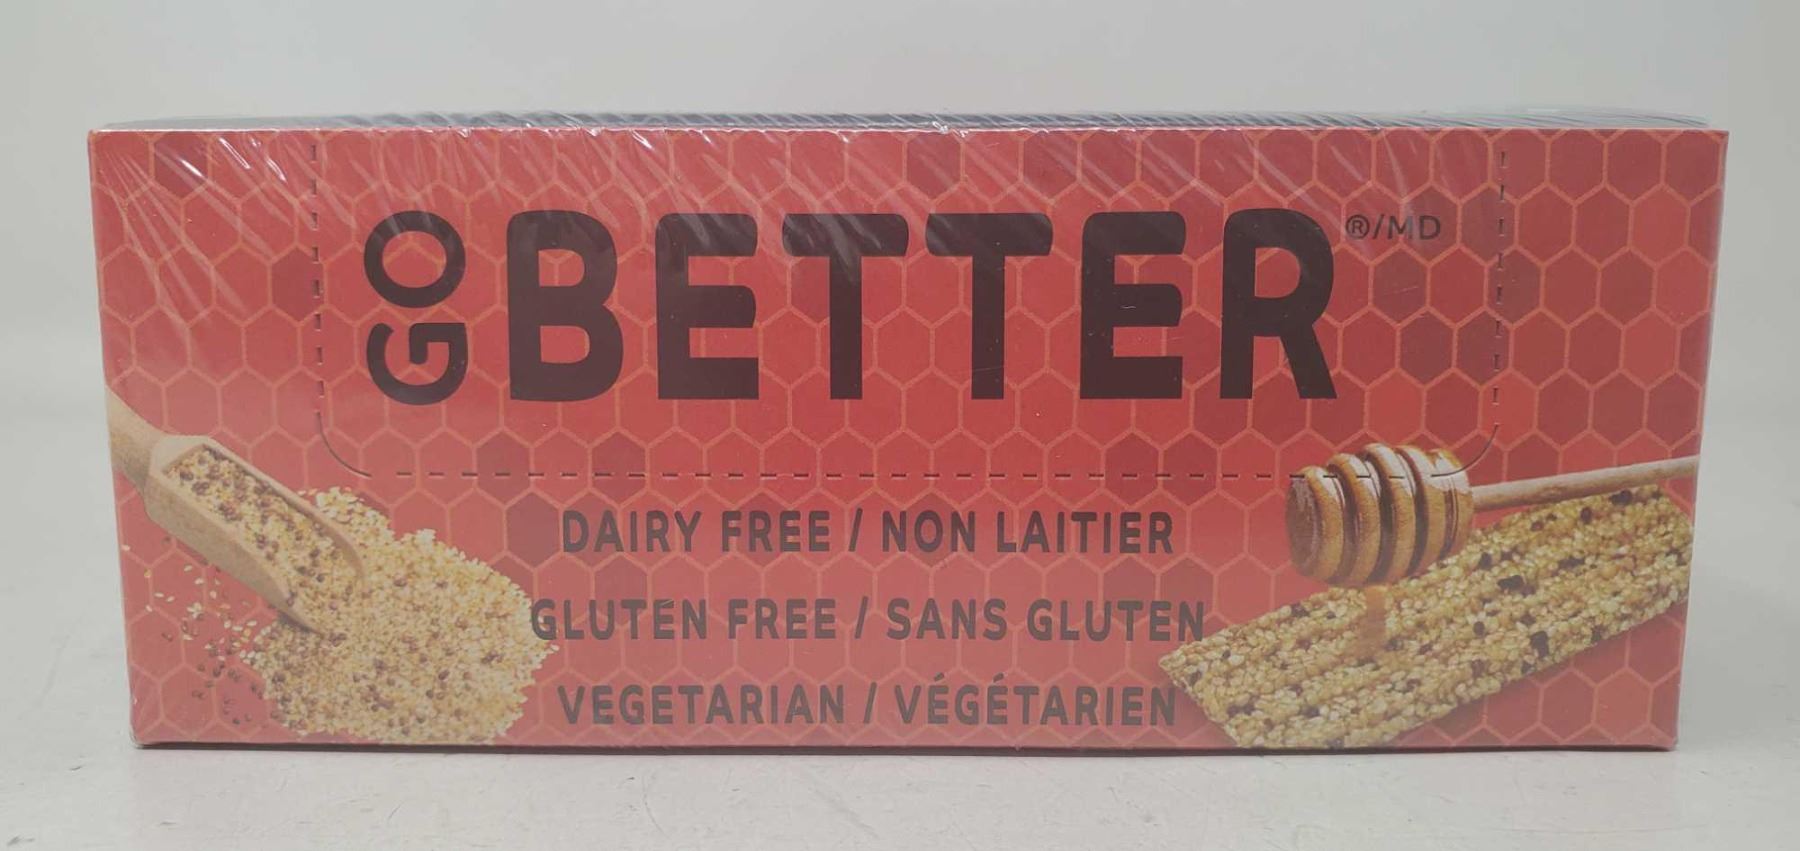 GO BETTER ®/MD
DAIRY FREE / NON LAITIER
GLUTEN FREE / SANS GLUTEN
VEGETARIAN / VÉGÉTARIEN